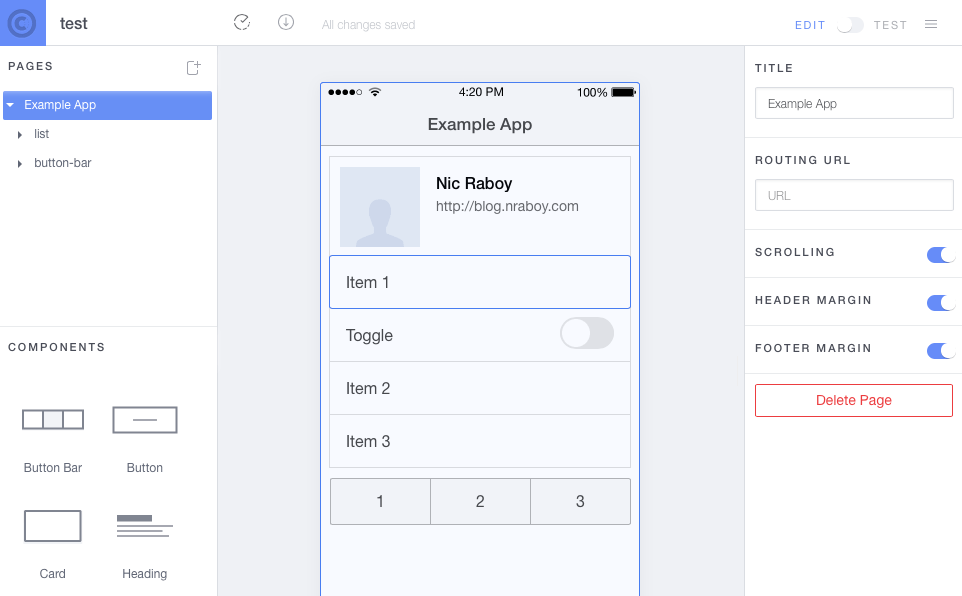 test
All changes saved
EDIT
TEST
PAGES
Example App
list
button-bar
COMPONENTS
Button Bar
Button
Card
Heading
4:20 PM
100%
Example App
Nic Raboy
http://blog.nraboy.com
Item 1
Toggle
Item 2
Item 3
1
2
3
TITLE
Example App
ROUTING URL
URL
SCROLLING
HEADER MARGIN
FOOTER MARGIN
Delete Page